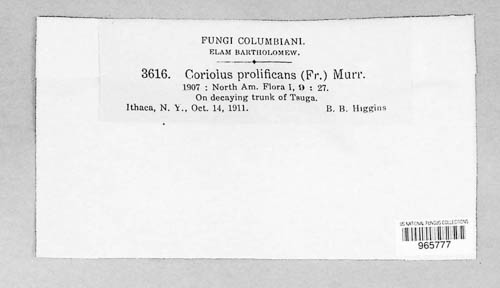 FUNGI COLUMBIANI.
ELAM BARTHOLOMEW.
3616. Coriolus prolificans (Fr.) Murr.
1907 : North Am. Flora 1, 9 : 27.
On decaying trunk of Tsuga.
Ithaca, N. Y., Oct. 14, 1911. B. B. Higgins
US NATIONAL FUNGUS COLLECTIONS
965777